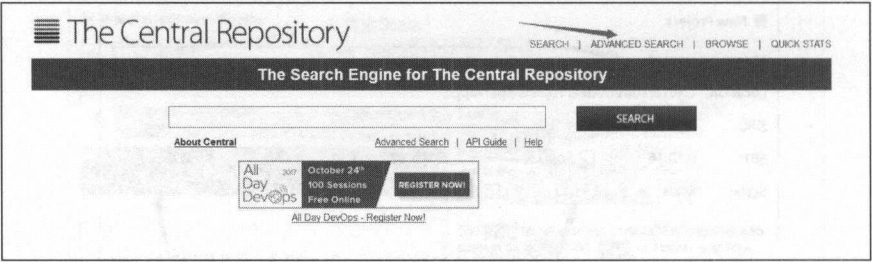 The Central Repository
SEARCH | ADVANCED SEARCH | BROWSE | QUICK STATS
The Search Engine for The Central Repository
SEARCH
About Central Advanced Search | API Guide | Help
All Day DevOps 2017
October 24th
100 Sessions
Free Online
REGISTER NOW!
All Day DevOps - Register Now!